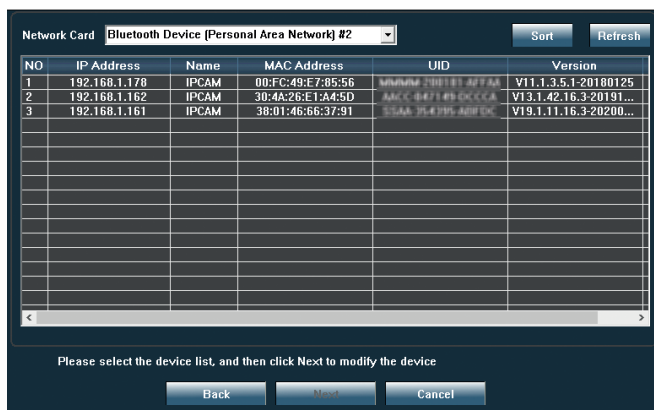 Network Card Bluetooth Device (Personal Area Network) #2 Sort Refresh
NO IP Address Name MAC Address UID Version
1 192.168.1.178 IPCAM 00:FC:49:E7:85:56 V11.1.3.5.1-20180125
2 192.168.1.162 IPCAM 30:4A:26:E1:A4:5D V13.1.42.16.3-20191...
3 192.168.1.161 IPCAM 38:01:46:66:37:91 V19.1.11.16.3-20200...
Please select the device list, and then click Next to modify the device
Back Next Cancel